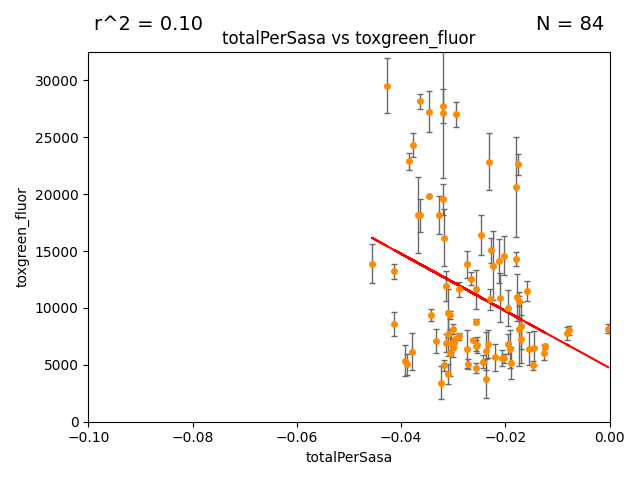 r^2 = 0.10
N = 84
totalPerSasa vs toxgreen_fluor
30000
25000
20000
15000
10000
5000
0
toxgreen_fluor
−0.10
−0.08
−0.06
−0.04
−0.02
0.00
totalPerSasa